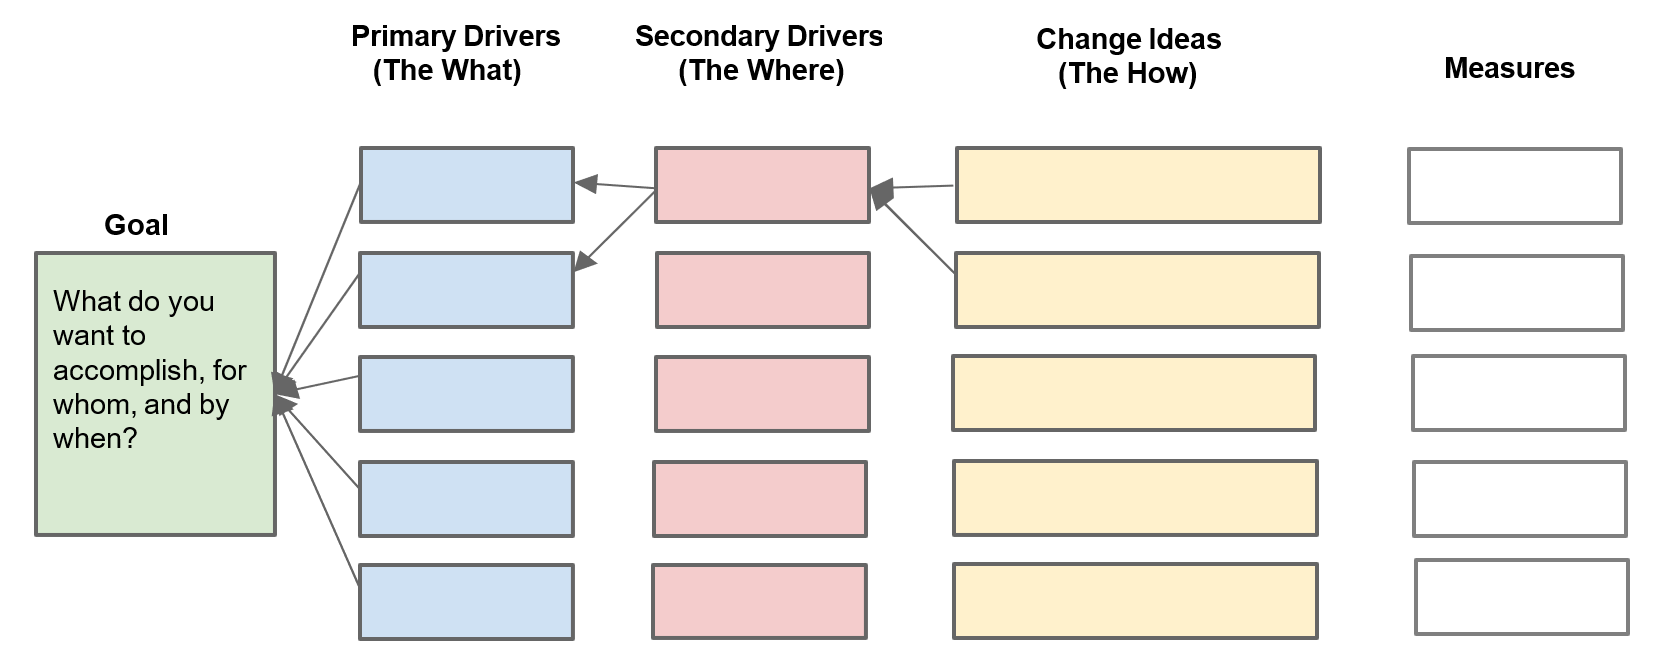 Primary Drivers
(The What)
Secondary Drivers
(The Where)
Change Ideas
(The How)
Measures
Goal
What do you
want to
accomplish, for
whom, and by
when?